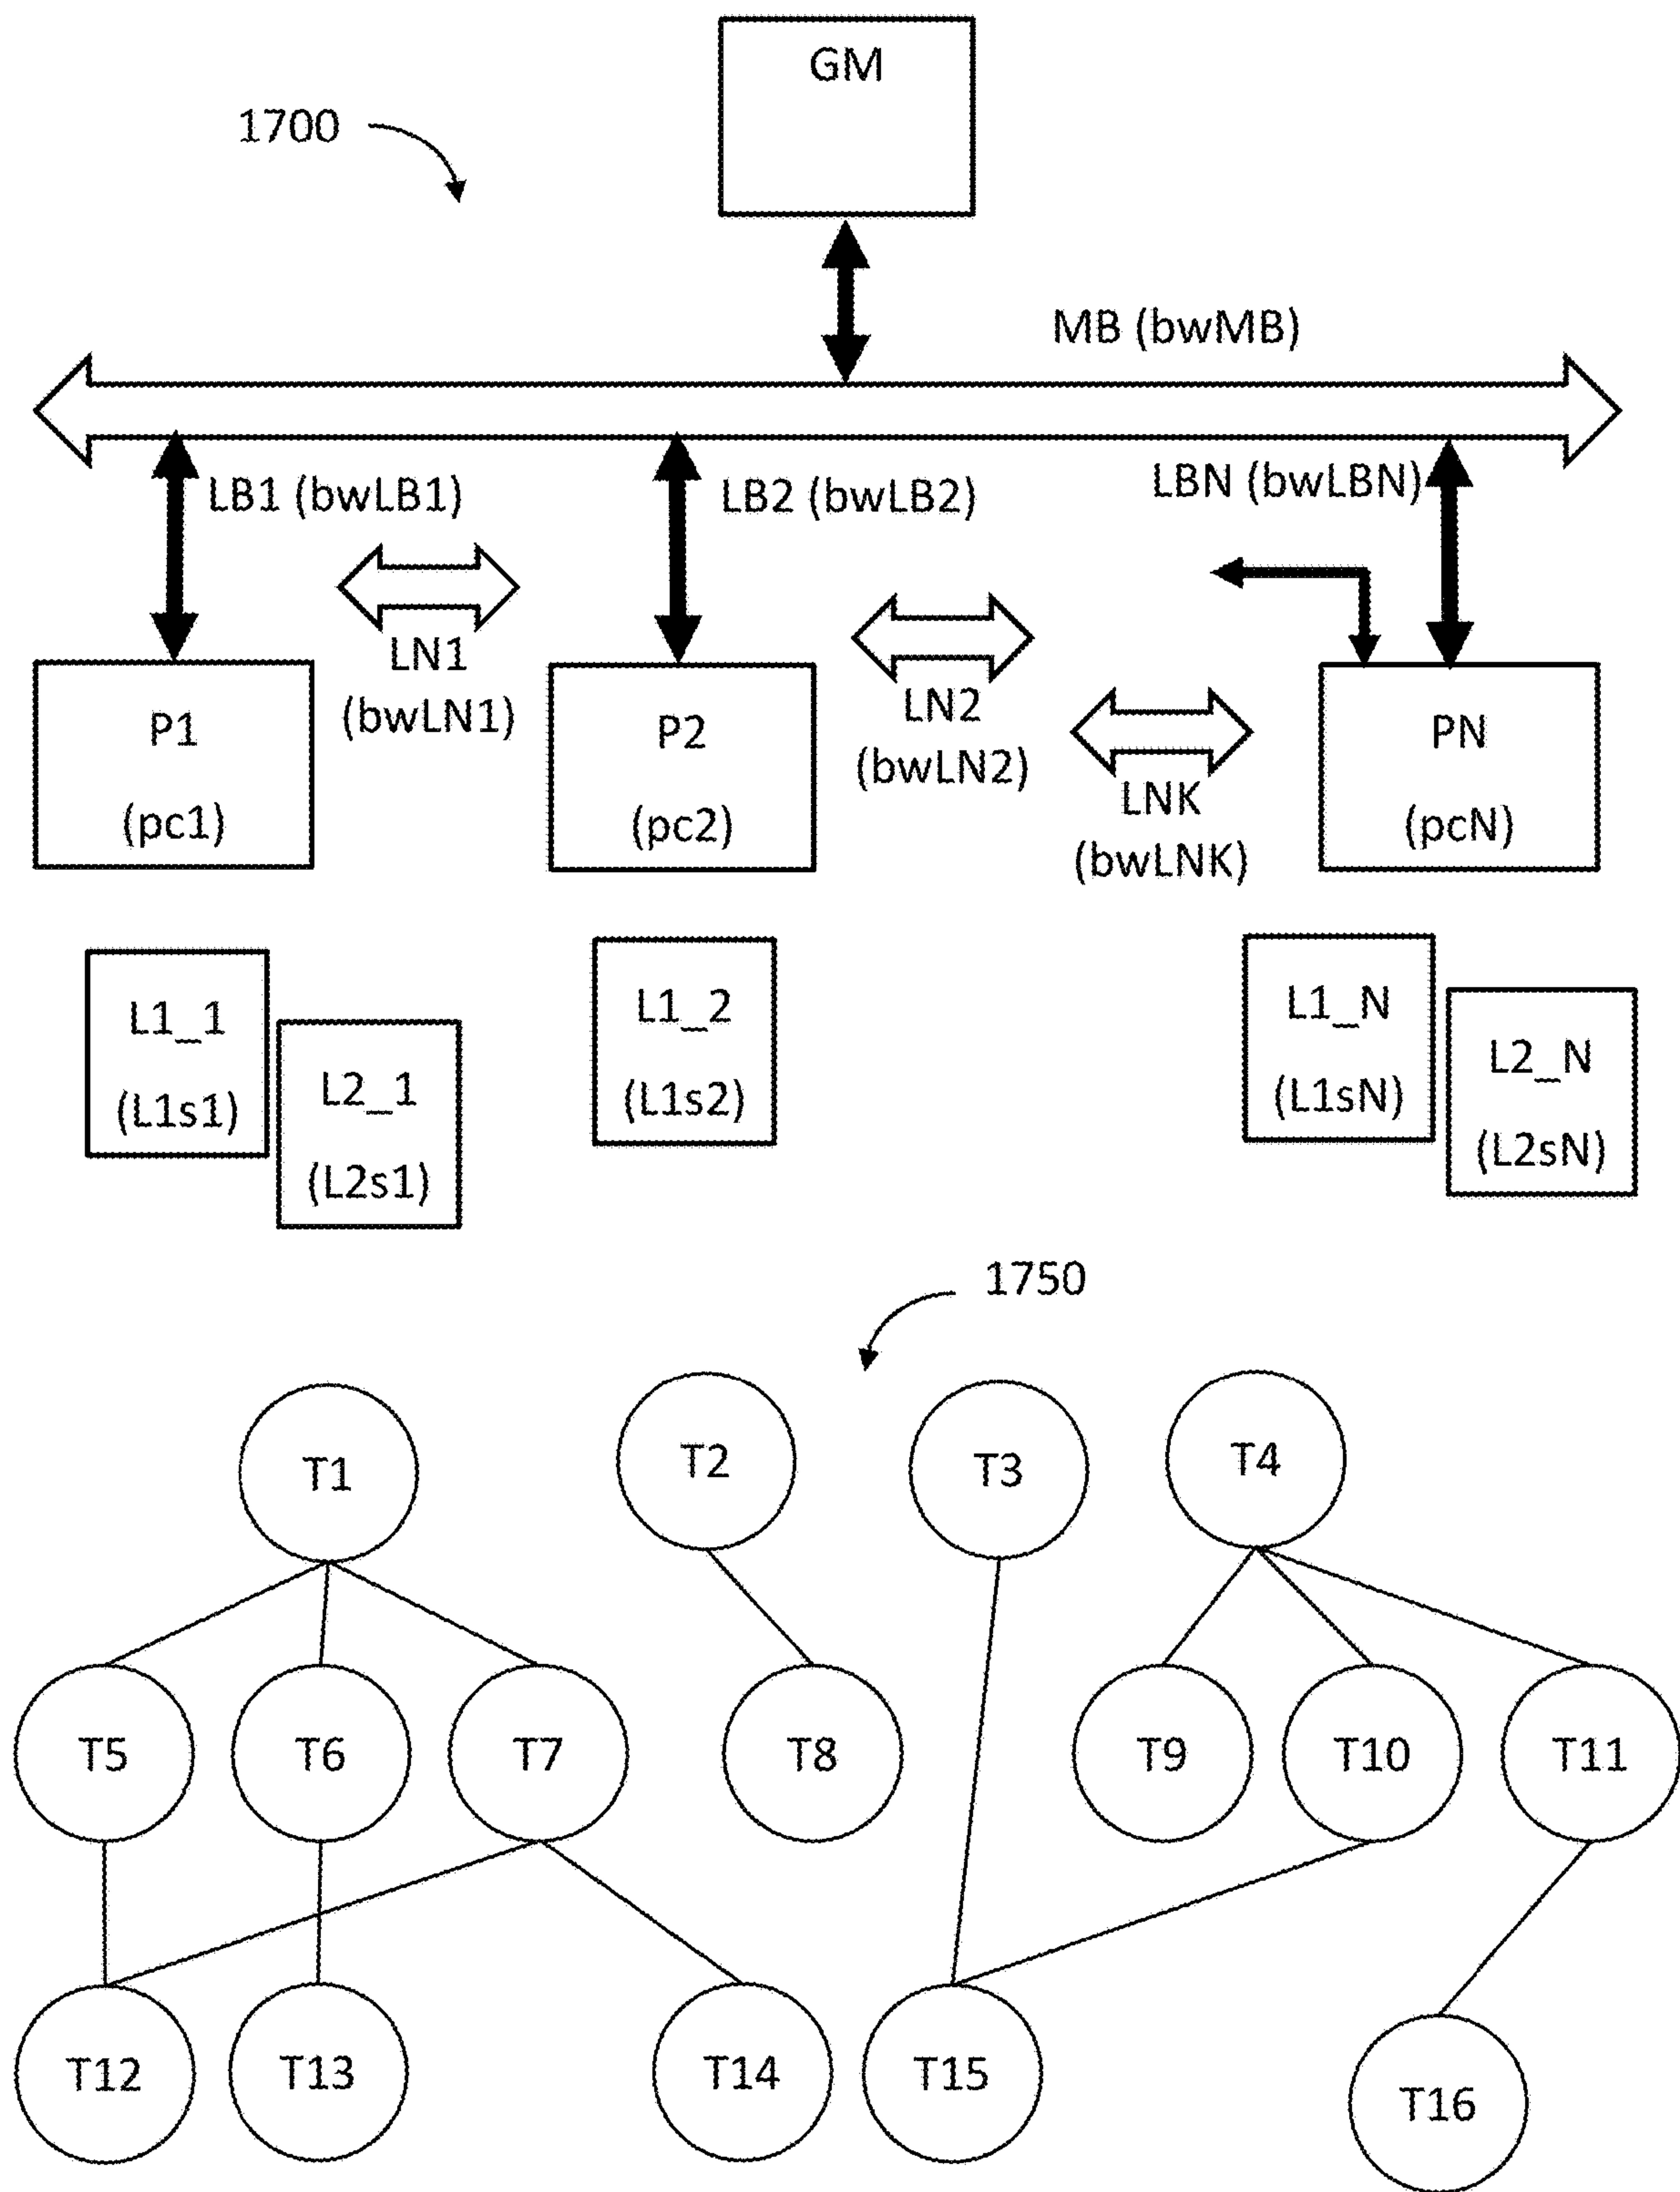 GM
1700
MB (bwMB)
LB1 (bwLB1)
LB2 (bwLB2)
LBN (bwLBN)
LN1
(bwLN1)
LN2
(bwLN2)
LNK
(bwLNK)
P1
(pc1)
P2
(pc2)
PN
(pcN)
L1_1
(L1s1)
L2_1
(L2s1)
L1_2
(L1s2)
L1_N
(L1sN)
L2_N
(L2sN)
1750
T1
T2
T3
T4
T5
T6
T7
T8
T9
T10
T11
T12
T13
T14
T15
T16